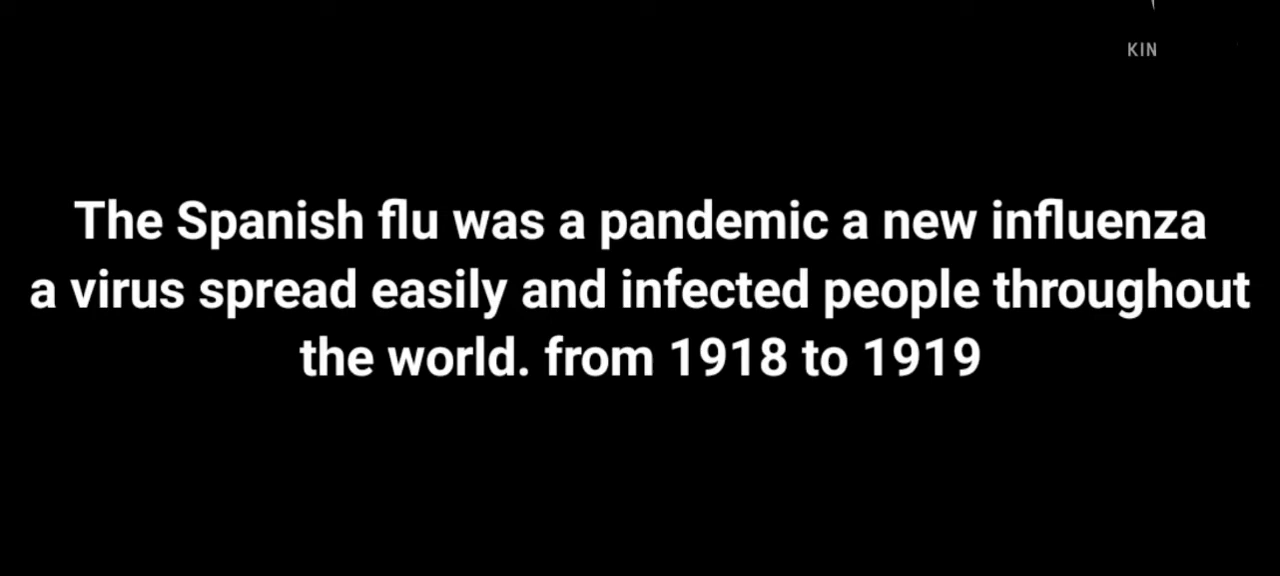 KIN
The Spanish flu was a pandemic a new influenza
a virus spread easily and infected people throughout
the world. from 1918 to 1919